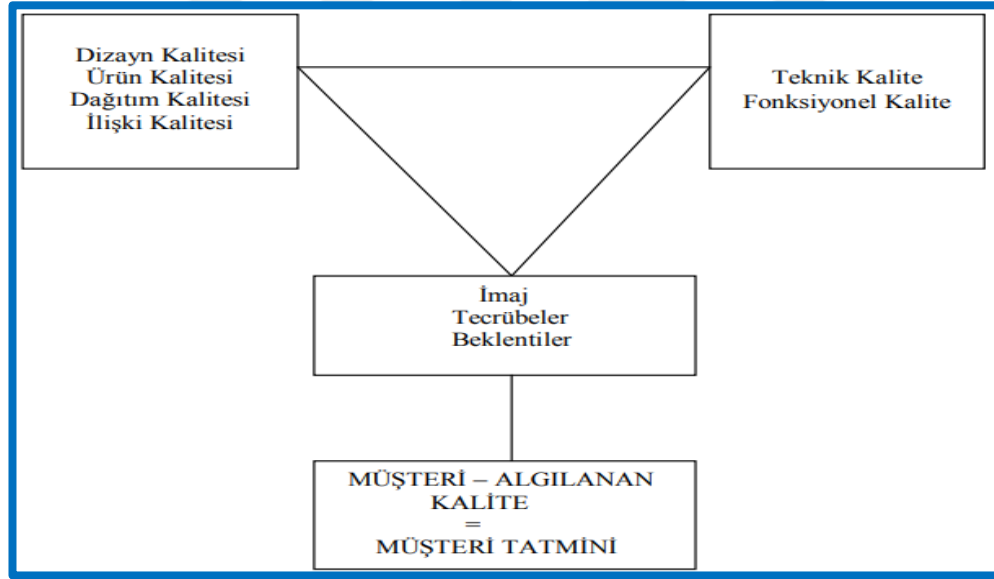 Dizayn Kalitesi
Ürün Kalitesi
Dağıtım Kalitesi
İlişki Kalitesi
Teknik Kalite
Fonksiyonel Kalite
İmaj
Tecrübeler
Beklentiler
MÜŞTERİ – ALGILANAN
KALİTE
=
MÜŞTERİ TATMİNİ